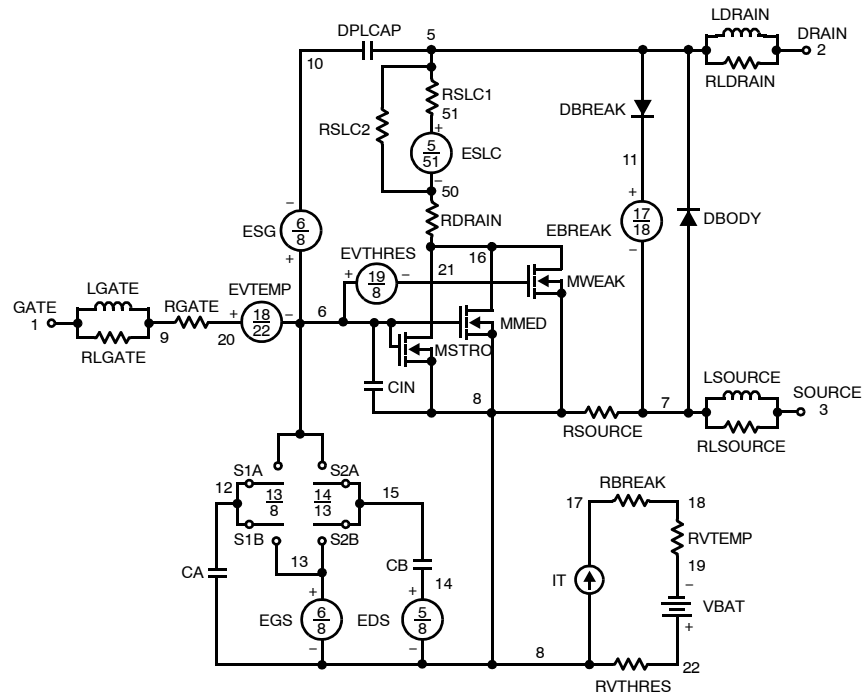 LDRAIN
DPLCAP
5
DRAIN
2
10
RLDRAIN
RSLC1
51
RSLC2
DBREAK
+
5
51
ESLC
11
−
50
−
+
6
8
ESG
+
RDRAIN
17
18
EBREAK
−
DBODY
EVTHRES
16
+
19
8
−
21
MWEAK
LGATE
EVTEMP
GATE
1
RGATE
+
18
22
−
6
MMED
9
20
MSTRO
RLGATE
LSOURCE
CIN
8
7
SOURCE
3
RSOURCE
RLSOURCE
S1A
S2A
12
13
8
14
13
15
RBREAK
17
18
S1B
S2B
RVTEMP
13
CB
CA
14
IT
19
−
+
+
VBAT
EGS
6
8
EDS
5
8
+
−
−
8
22
RVTHRES